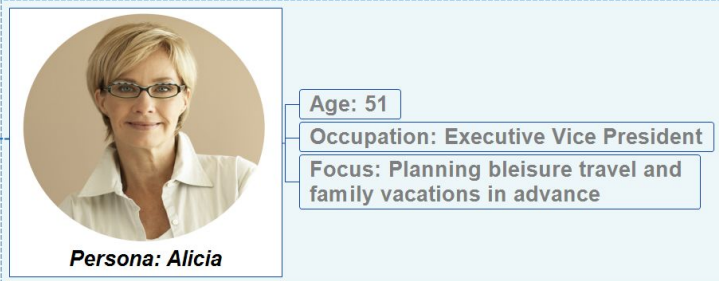 Persona: Alicia
Age: 51
Occupation: Executive Vice President
Focus: Planning bleisure travel and
family vacations in advance